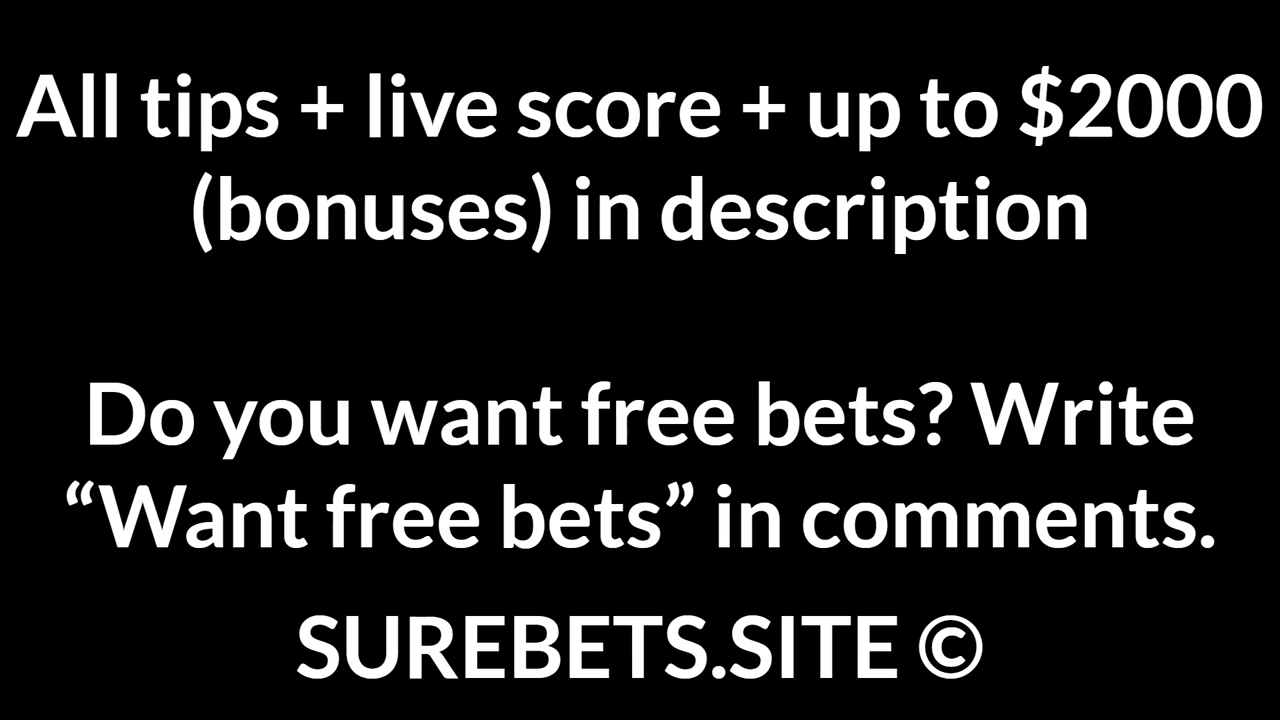 All tips + live score + up to $2000
(bonuses) in description
Do you want free bets? Write
“Want free bets” in comments.
SUREBETS.SITE ©